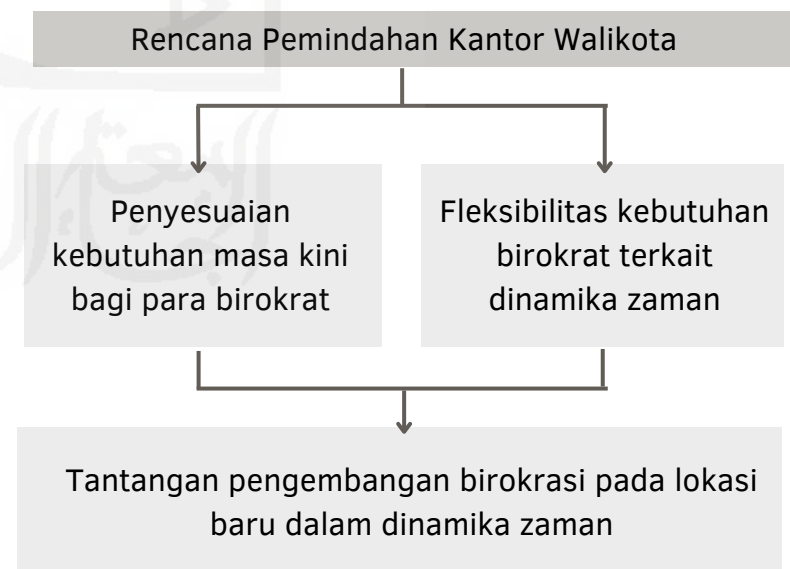 Rencana Pemindahan Kantor Walikota
Penyesuaian
kebutuhan masa kini
bagi para birokrat
Fleksibilitas kebutuhan
birokrat terkait
dinamika zaman
Tantangan pengembangan birokrasi pada lokasi
baru dalam dinamika zaman